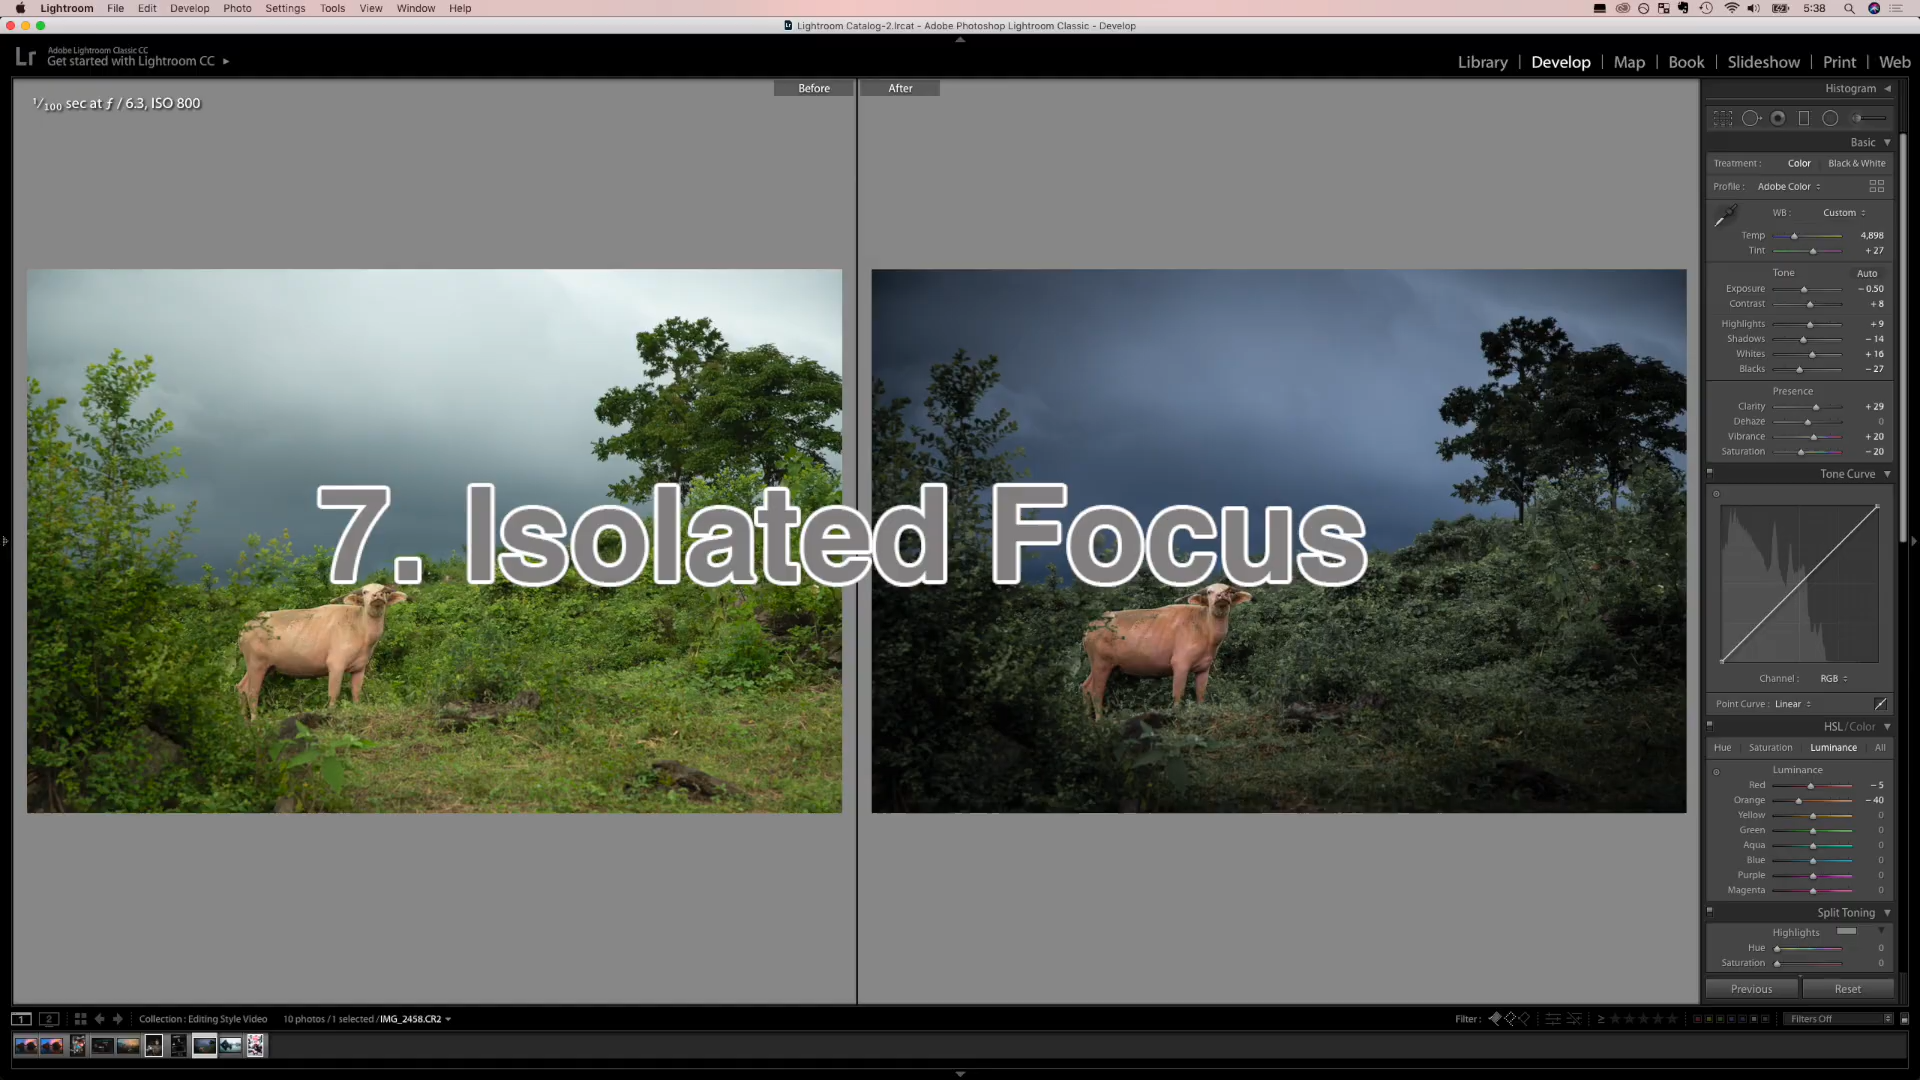 Lightroom File Edit Develop Photo Settings Tools View Window Help 5:38
Lightroom Catalog-2.lrcat - Adobe Photoshop Lightroom Classic - Develop
Lr
Adobe Lightroom Classic CC
Get started with Lightroom CC
Library | Develop | Map | Book | Slideshow | Print | Web
1/100 sec at ƒ / 6.3, ISO 800
Before
After
7. Isolated Focus
Histogram
Basic
Treatment : Color Black & White
Profile : Adobe Color
WB : Custom
Temp 4,898
Tint + 27
Tone Auto
Exposure − 0.50
Contrast + 8
Highlights + 9
Shadows − 14
Whites + 16
Blacks − 27
Presence
Clarity + 29
Dehaze 0
Vibrance + 20
Saturation − 20
Tone Curve
Channel : RGB
Point Curve : Linear
HSL / Color
Hue Saturation Luminance All
Luminance
Red − 5
Orange − 40
Yellow 0
Green 0
Aqua 0
Blue 0
Purple 0
Magenta 0
Split Toning
Highlights
Hue 0
Saturation 0
Previous Reset
1 2 Collection : Editing Style Video 10 photos / 1 selected / IMG_2458.CR2
Filter : ≥ Filters Off